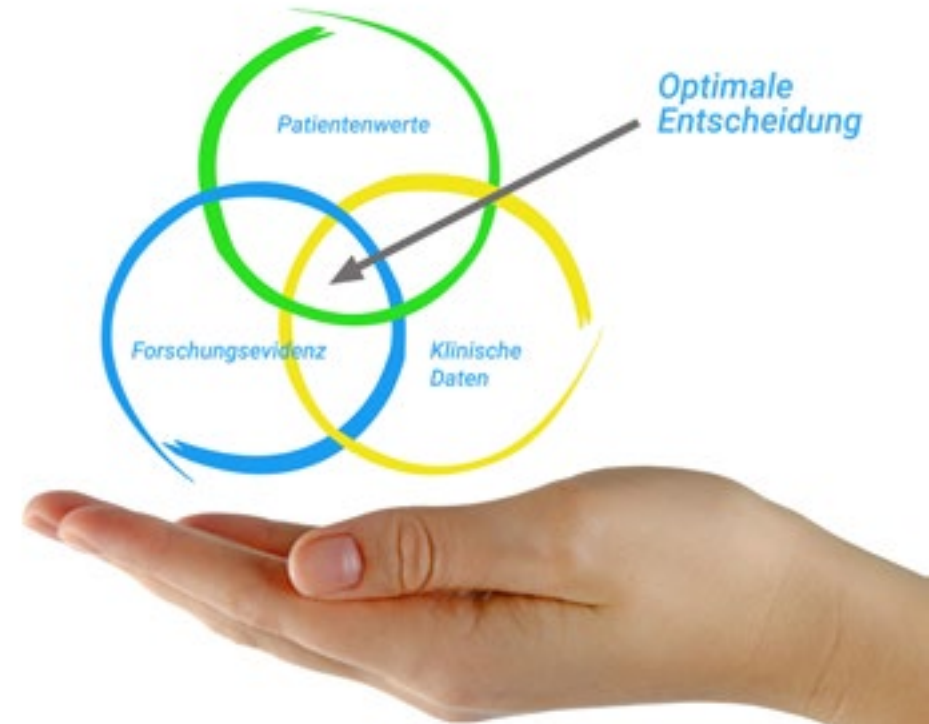 Patientenwerte
Optimale
Entscheidung
Forschungsevidenz
Klinische
Daten